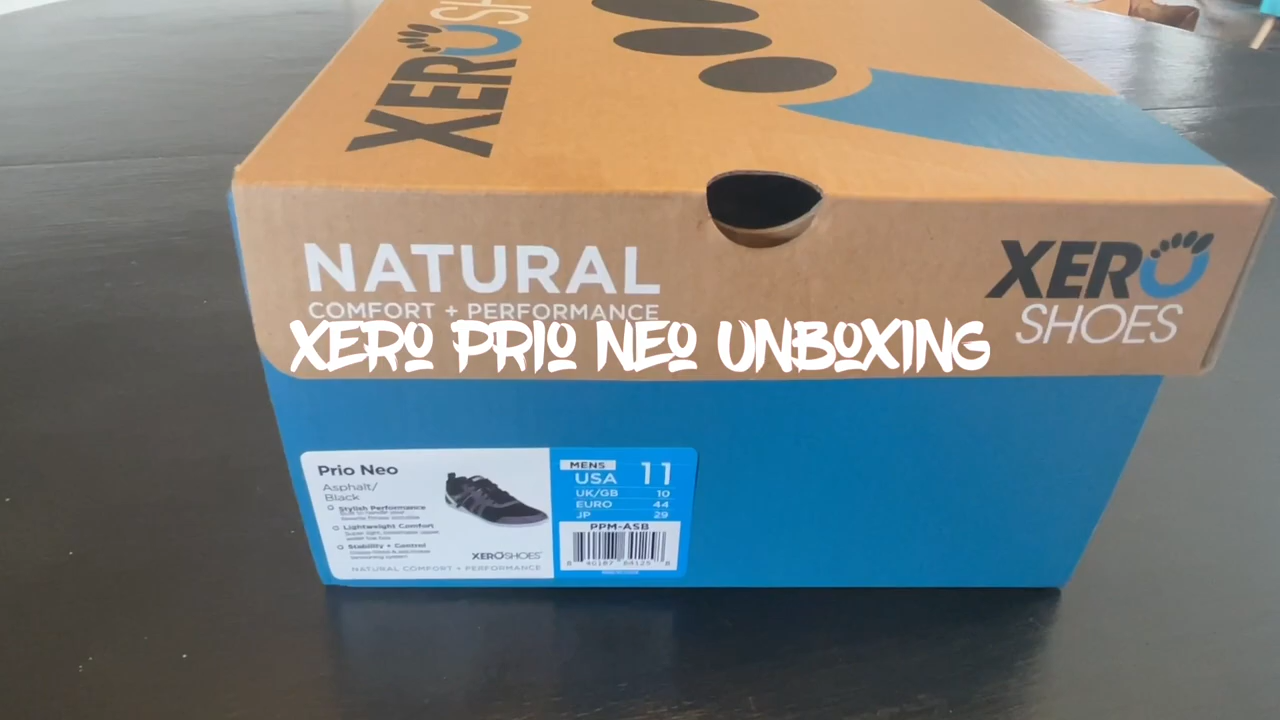 XERO SH
NATURAL
COMFORT + PERFORMANCE
XERO
SHOES
XERO PRIO NEO UNBOXING
Prio Neo
Asphalt/
Black
Stylish Performance
Lightweight Comfort
Stability + Control
XEROSHOES
NATURAL COMFORT + PERFORMANCE
MENS
USA 11
UK/GB 10
EURO 44
JP 29
PPM-ASB